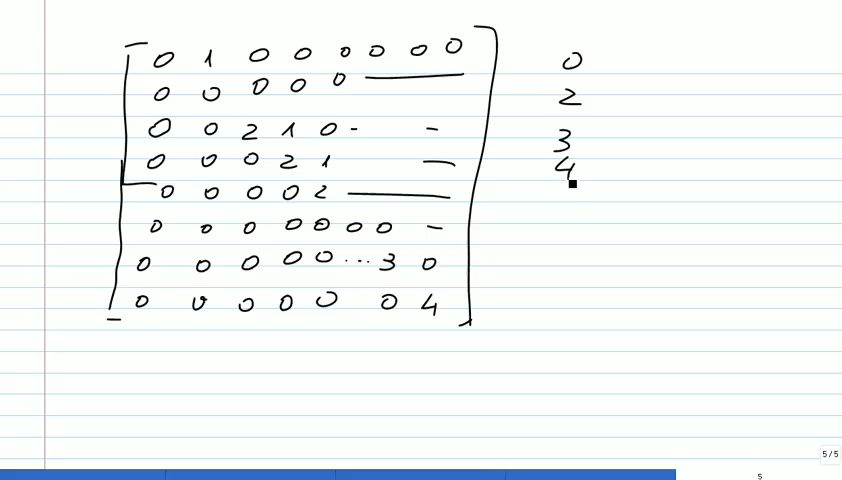 0 1 0 0 0 0 0 0 0
0 0 0 0 0 2
0 0 2 1 0 - - 3
0 0 0 2 1 — 4
0 0 0 0 2
0 0 0 0 0 0 0 -
0 0 0 0 0 ... 3 0
0 0 0 0 0 0 4
5/5
5